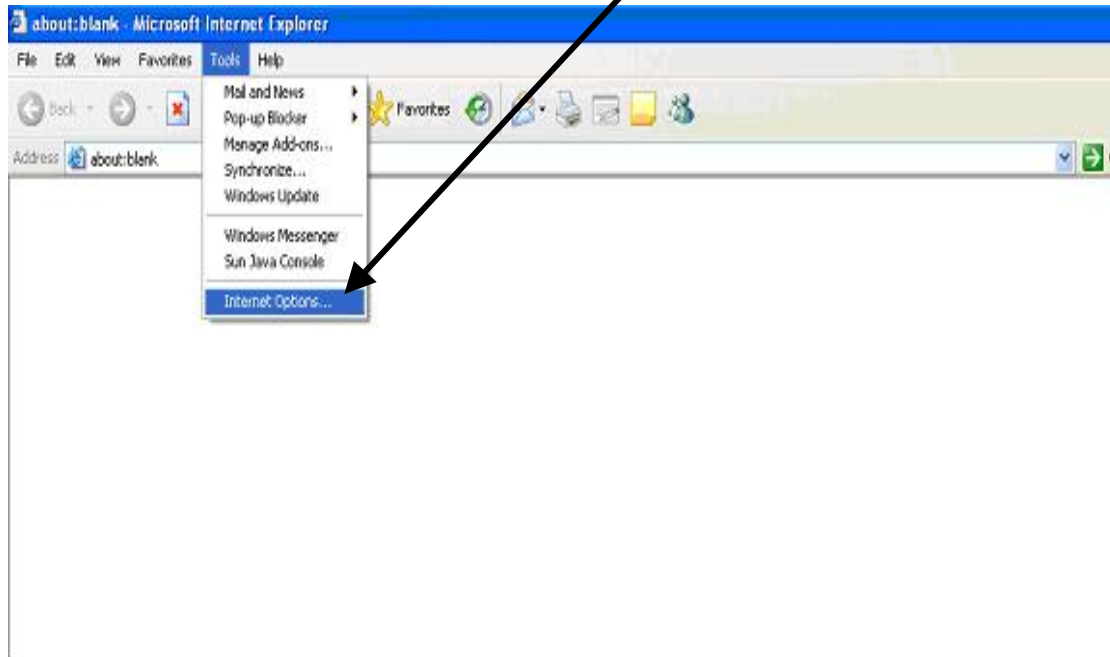 about:blank - Microsoft Internet Explorer
File Edit View Favorites Tools Help
Back Favorites
Address about:blank
Mail and News
Pop-up Blocker
Manage Add-ons...
Synchronize...
Windows Update
Windows Messenger
Sun Java Console
Internet Options...